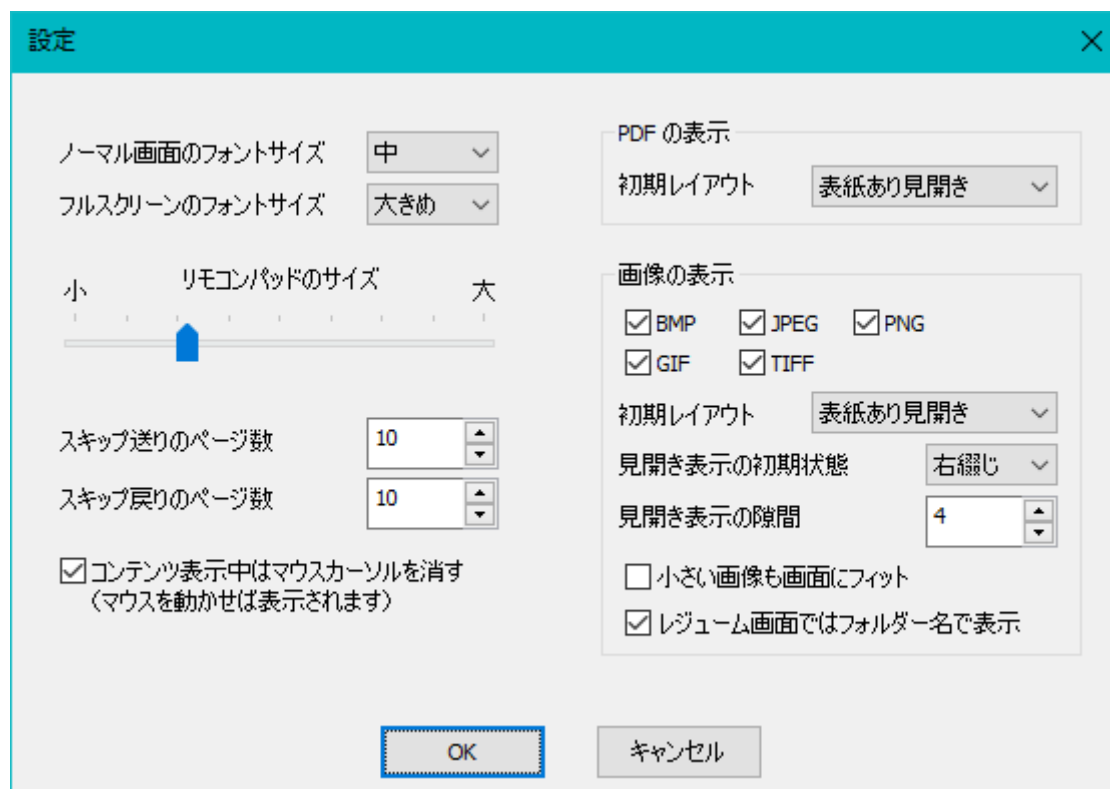 設定
ノーマル画面のフォントサイズ 中
フルスクリーンのフォントサイズ 大きめ
リモコンパッドのサイズ
小 大
スキップ送りのページ数 10
スキップ戻りのページ数 10
コンテンツ表示中はマウスカーソルを消す
（マウスを動かせば表示されます）
PDF の表示
初期レイアウト 表紙あり見開き
画像の表示
BMP JPEG PNG
GIF TIFF
初期レイアウト 表紙あり見開き
見開き表示の初期状態 右綴じ
見開き表示の隙間 4
小さい画像も画面にフィット
レジューム画面ではフォルダー名で表示
OK キャンセル